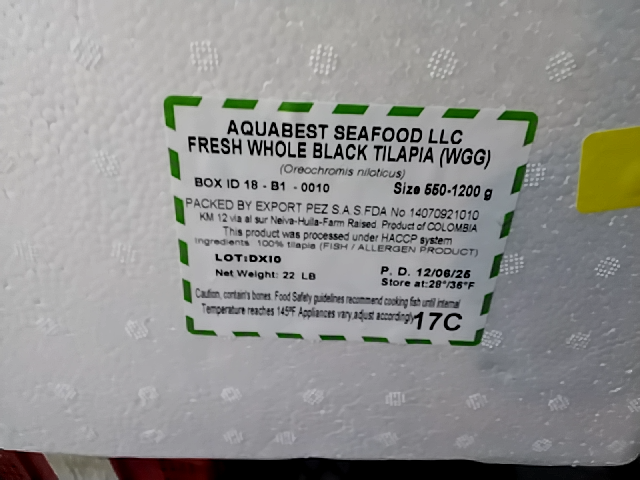 AQUABEST SEAFOOD LLC
FRESH WHOLE BLACK TILAPIA (WGG)
(Oreochromis niloticus)
BOX ID 18 - B1 - 0010 Size 550-1200 g
PACKED BY EXPORT PEZ S.A.S.FDA No 14070921010
KM 12 via al sur Neiva-Huila-Farm Raised. Product of COLOMBIA
This product was processed under HACCP system
Ingredients 100% tilapia (FISH / ALLERGEN PRODUCT)
LOT:DXI0
Net Weight: 22 LB P. D. 12/06/25
Store at:28°/36°F
Caution, contain's bones. Food Safety guidelines recommend cooking fish until internal
Temperature reaches 145ºF Appliances vary,adjust accordingly 17C